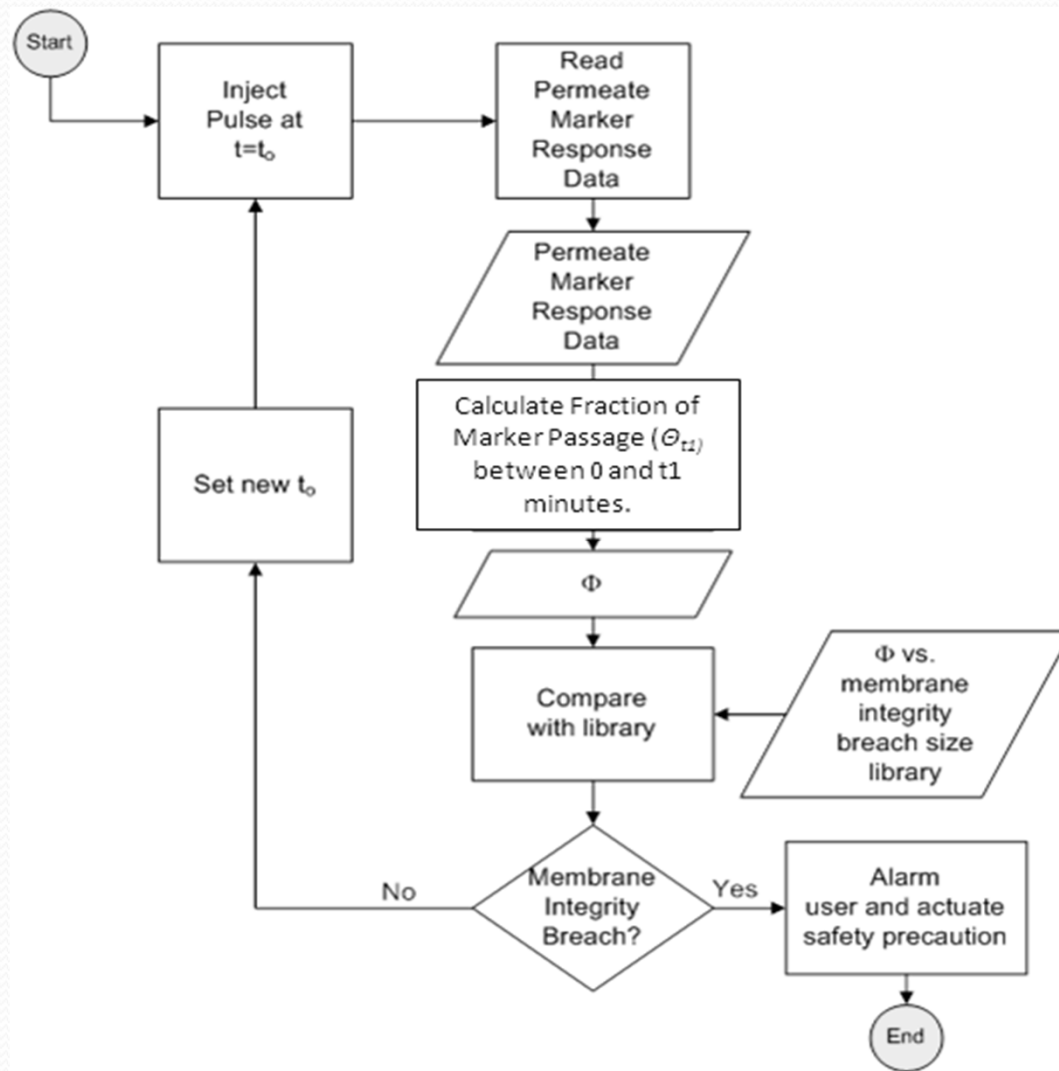 Start
Inject
Pulse at
t=tₒ
Read
Permeate
Marker
Response
Data
Permeate
Marker
Response
Data
Calculate Fraction of
Marker Passage (Θt1)
between 0 and t1
minutes.
Set new tₒ
Φ
Compare
with library
Φ vs.
membrane
integrity
breach size
library
Membrane
Integrity
Breach?
No
Yes
Alarm
user and actuate
safety precaution
End